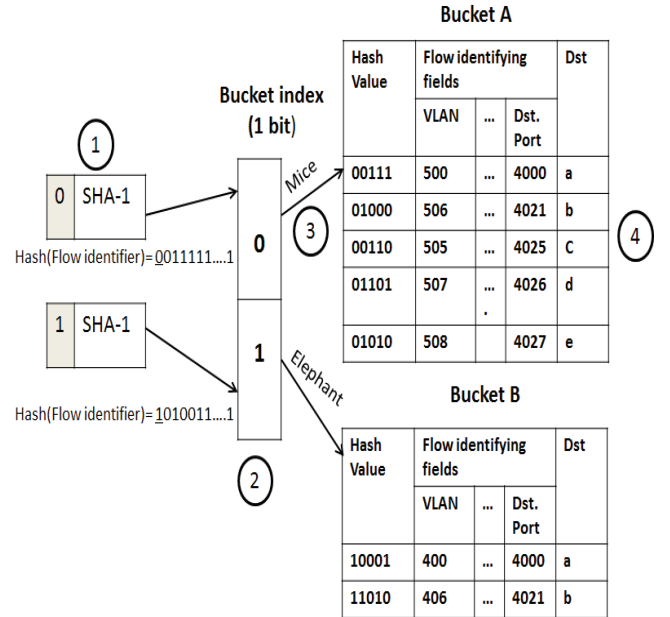 Bucket A
Hash Value Flow identifying fields Dst
VLAN ... Dst. Port
00111 500 ... 4000 a
01000 506 ... 4021 b
00110 505 ... 4025 C
01101 507 ... . 4026 d
01010 508 4027 e
Bucket index
(1 bit)
1
0 SHA-1
Hash(Flow identifier)= 0011111....1
1 SHA-1
Hash(Flow identifier)= 1010011....1
0
1
2
Mice
3
Elephant
4
Bucket B
Hash Value Flow identifying fields Dst
VLAN ... Dst. Port
10001 400 ... 4000 a
11010 406 ... 4021 b